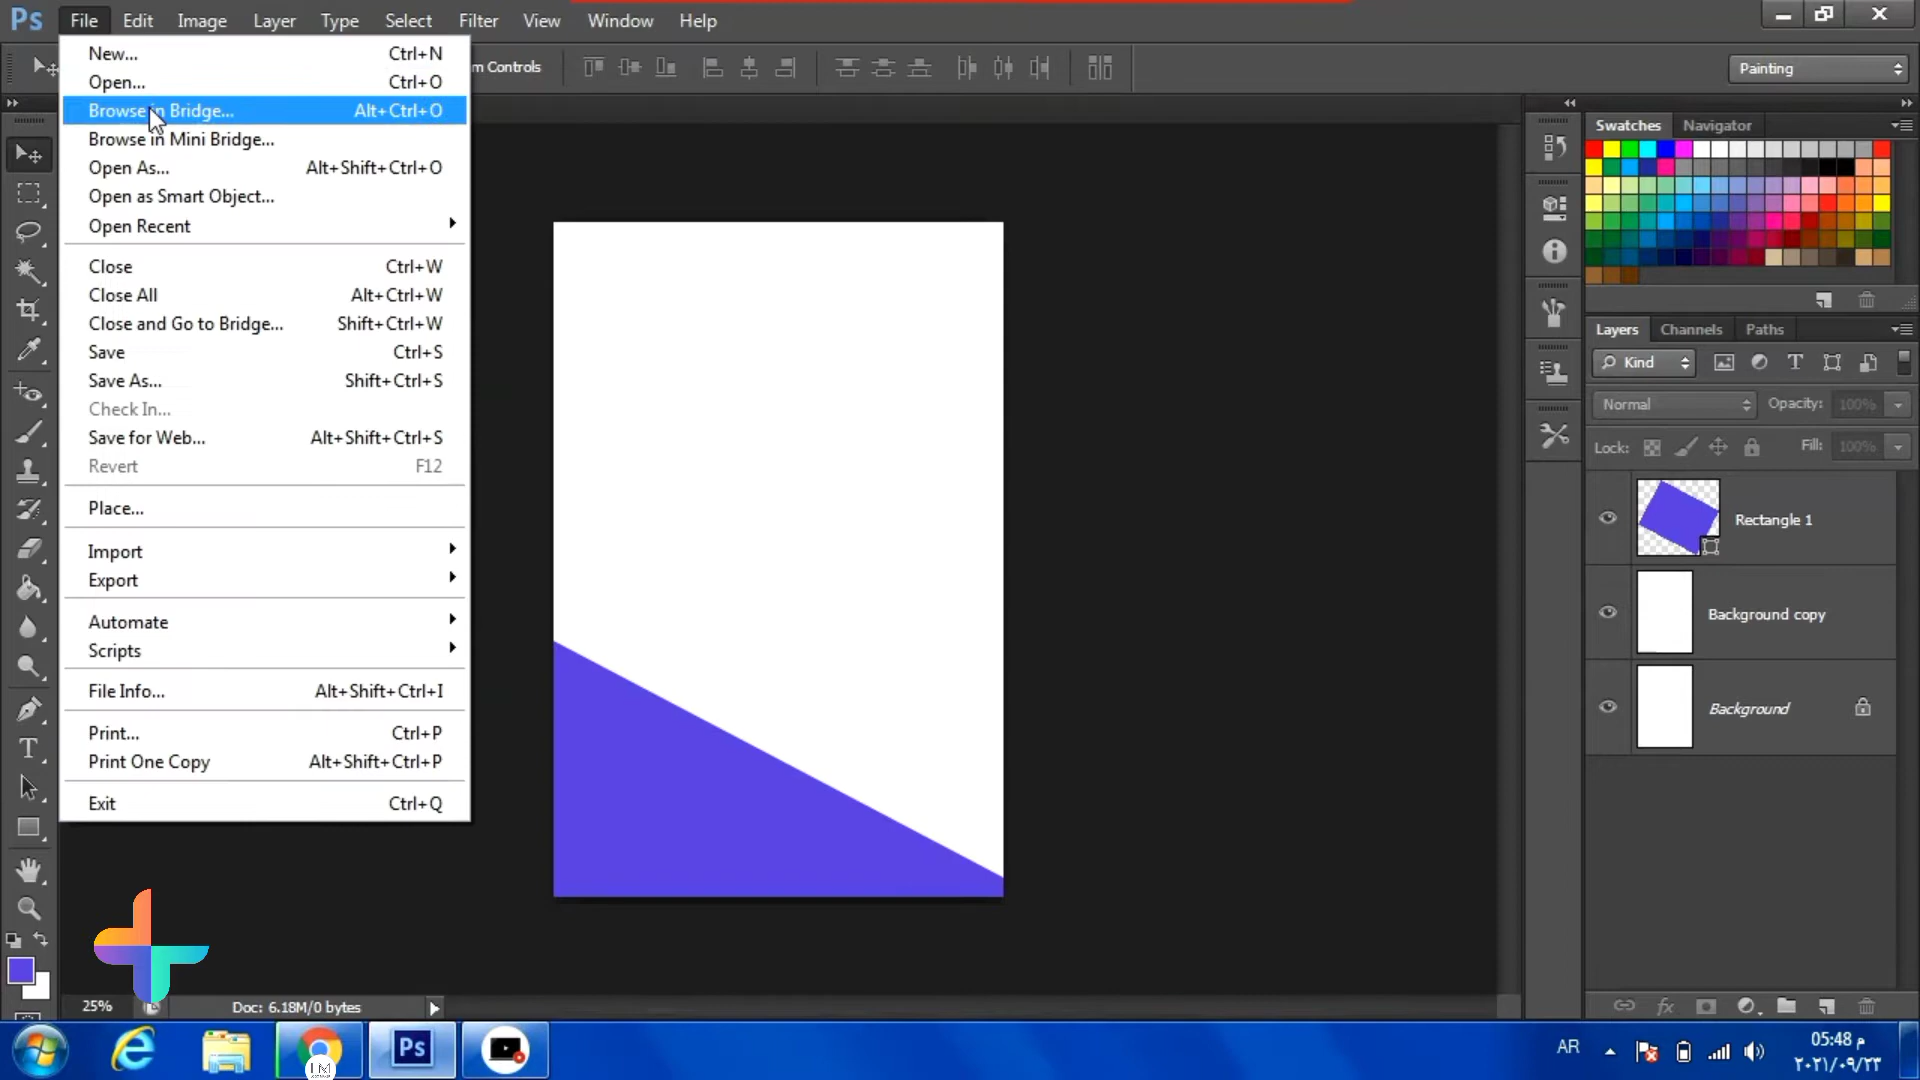 Ps File Edit Image Layer Type Select Filter View Window Help
New... Ctrl+N
m Controls
Painting
Open... Ctrl+O
Browse in Bridge... Alt+Ctrl+O
Browse in Mini Bridge...
Open As... Alt+Shift+Ctrl+O
Open as Smart Object...
Open Recent
Close Ctrl+W
Close All Alt+Ctrl+W
Close and Go to Bridge... Shift+Ctrl+W
Save Ctrl+S
Save As... Shift+Ctrl+S
Check In...
Save for Web... Alt+Shift+Ctrl+S
Revert F12
Place...
Import
Export
Automate
Scripts
File Info... Alt+Shift+Ctrl+I
Print... Ctrl+P
Print One Copy Alt+Shift+Ctrl+P
Exit Ctrl+Q
Swatches Navigator
Layers Channels Paths
Kind
Normal Opacity: 100%
Lock: Fill: 100%
Rectangle 1
Background copy
Background
25% Doc: 6.18M/0 bytes
Ps
AR
05:48 م
٢٠٢١/٠٩/٢٣